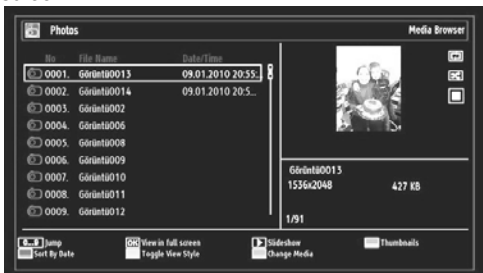 Photos Media Browser
No File Name Date/Time
0001. Görüntü0013 09.01.2010 20:55:
0002. Görüntü0014 09.01.2010 20:5...
0003. Görüntü002
0004. Görüntü006
0005. Görüntü008
0006. Görüntü009
0007. Görüntü010
0008. Görüntü011
0009. Görüntü012
Görüntü0013
1536x2048 427 KB
1/91
0...9 Jump OK View in full screen Slideshow Thumbnails
Sort By Date Toggle View Style Change Media